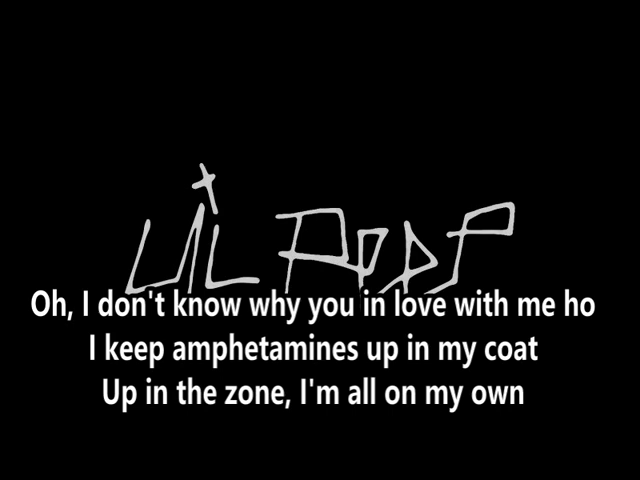 LIL PEEP
Oh, I don't know why you in love with me ho
I keep amphetamines up in my coat
Up in the zone, I'm all on my own